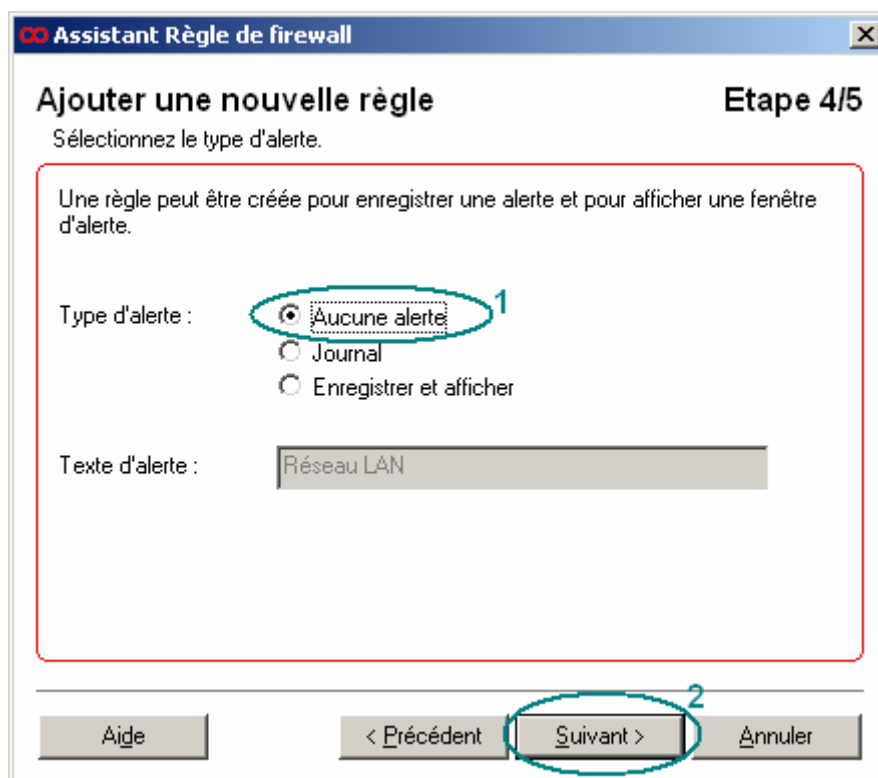 Assistant Règle de firewall
Ajouter une nouvelle règle Etape 4/5
Sélectionnez le type d'alerte.
Une règle peut être créée pour enregistrer une alerte et pour afficher une fenêtre
d'alerte.
Type d'alerte : Aucune alerte 1
Journal
Enregistrer et afficher
Texte d'alerte : Réseau LAN
2
Aide < Précédent Suivant > Annuler